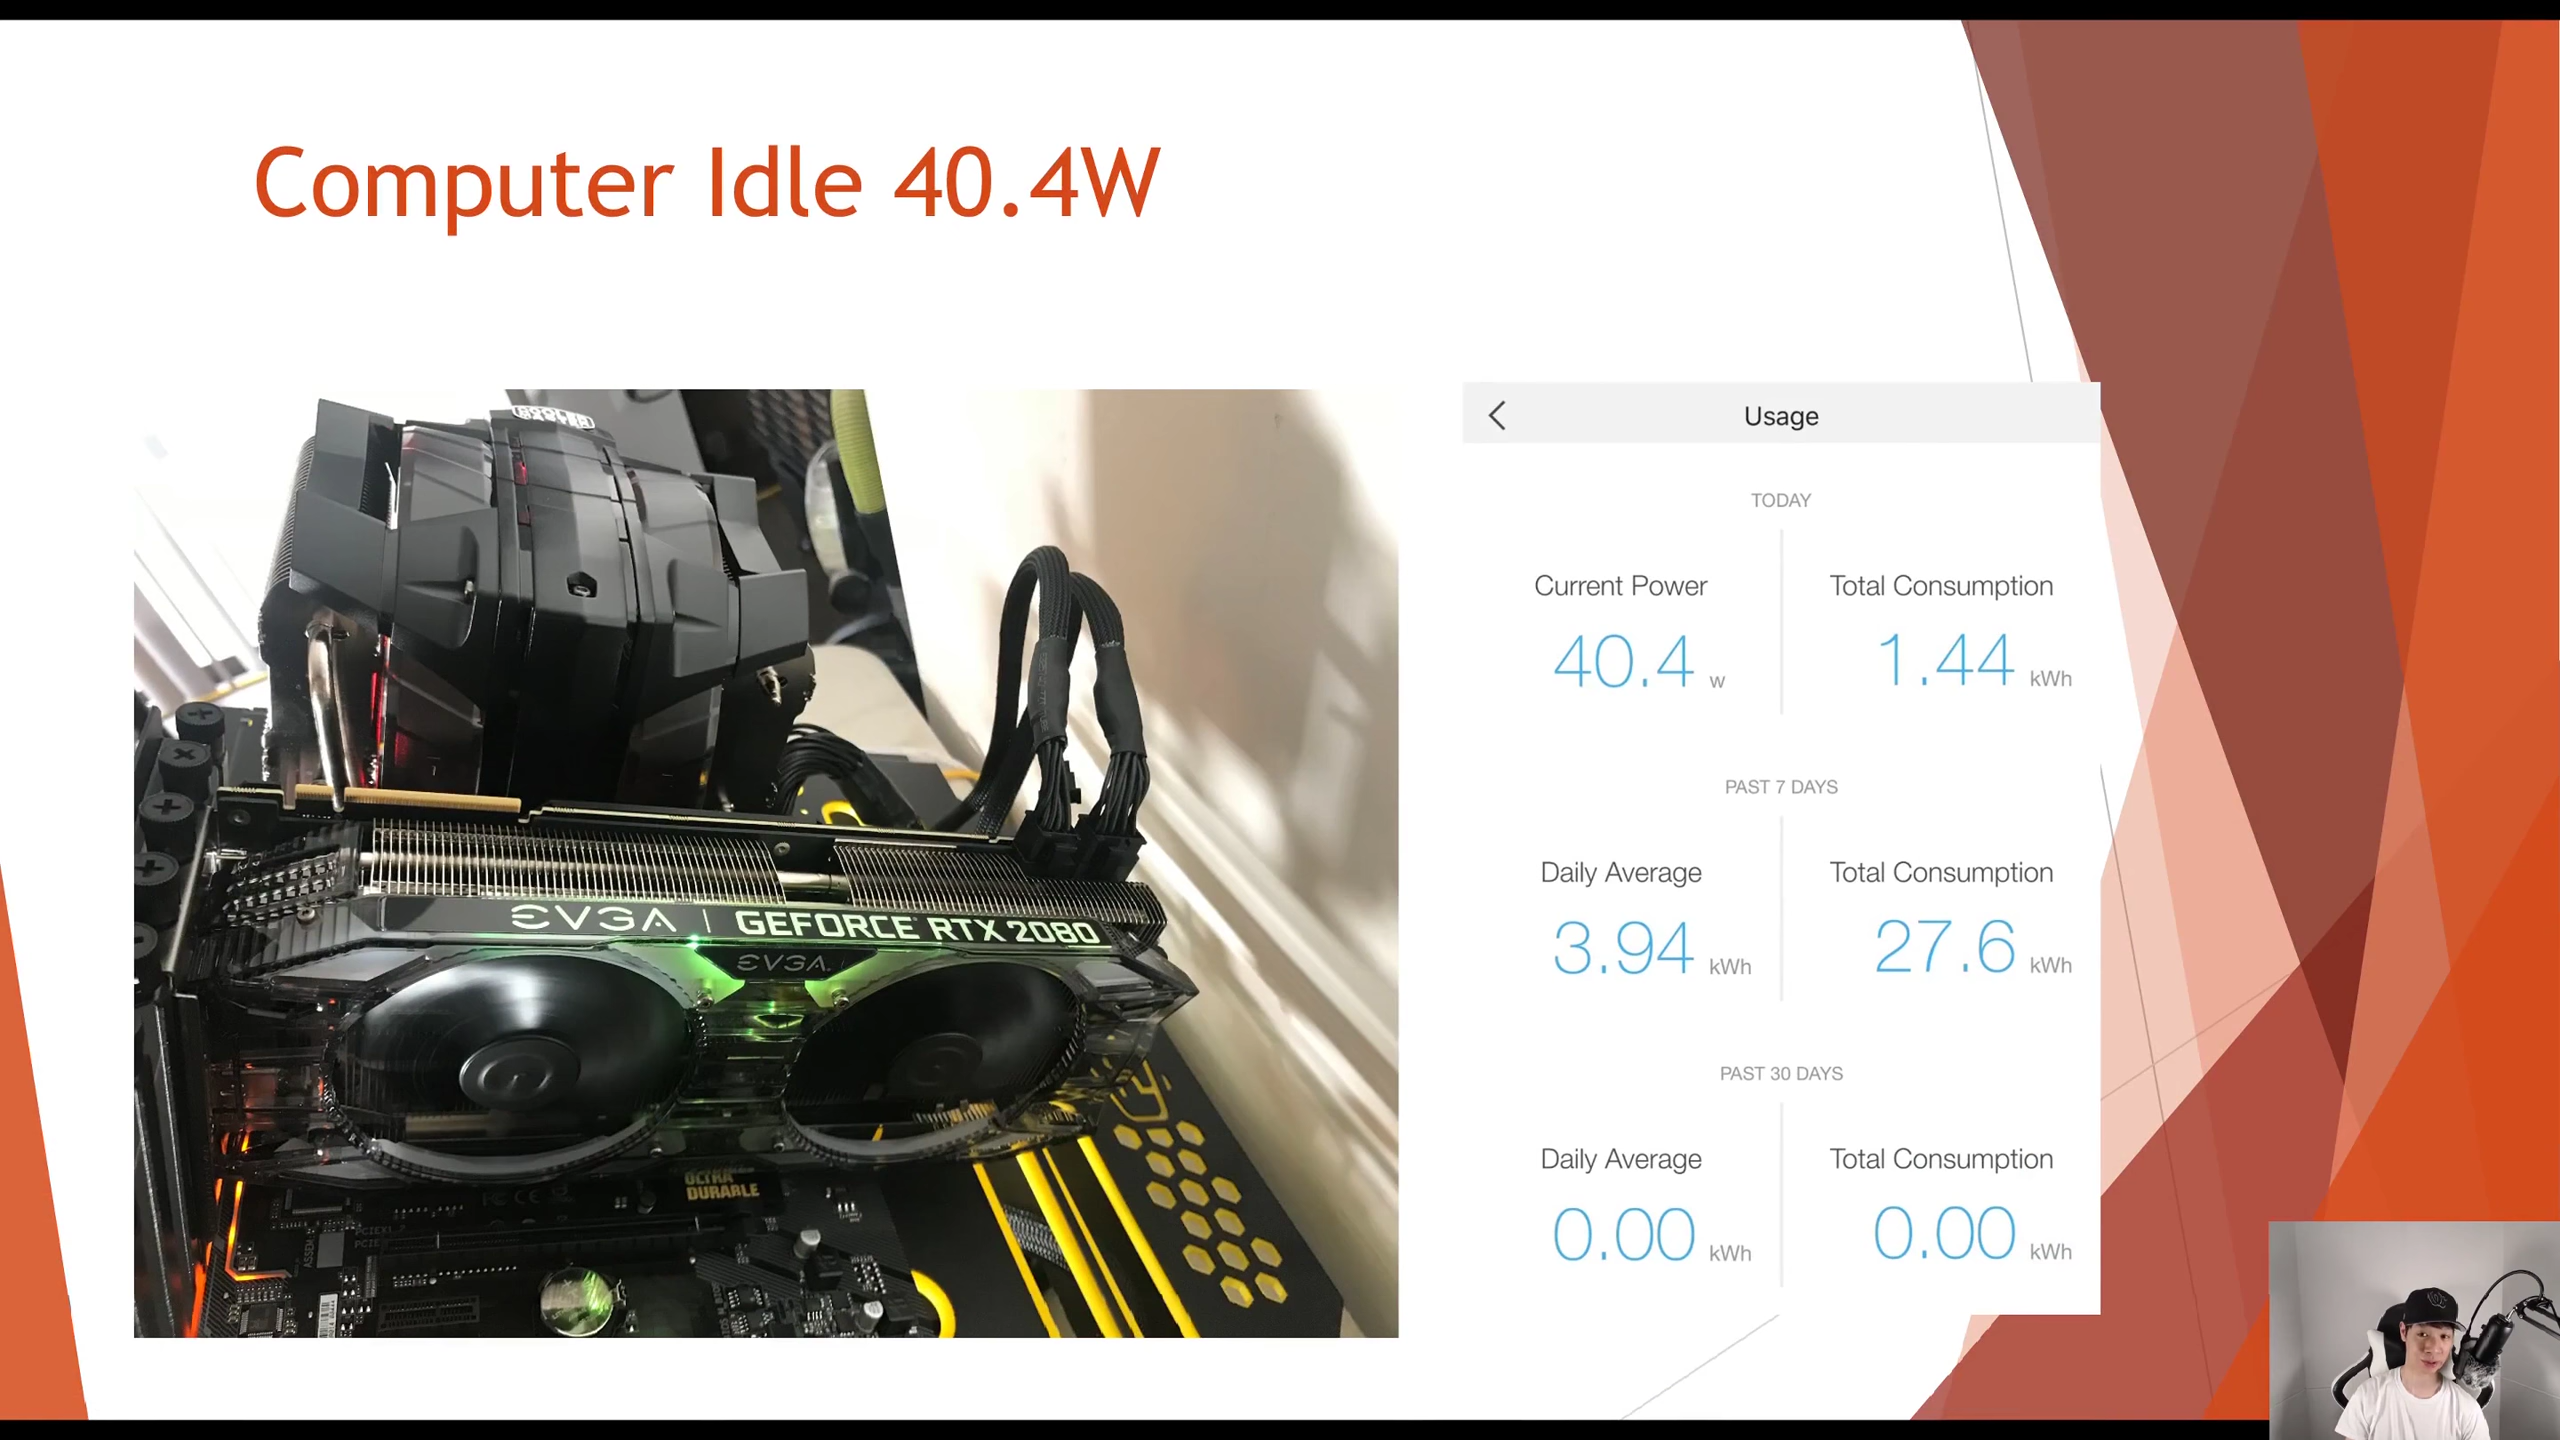 Computer Idle 40.4W
COOLER
MASTER
EVGA | GEFORCE RTX 2080
EVGA
ULTRA
DURABLE
Usage
TODAY
Current Power
Total Consumption
40.4 w
1.44 kWh
PAST 7 DAYS
Daily Average
Total Consumption
3.94 kWh
27.6 kWh
PAST 30 DAYS
Daily Average
Total Consumption
0.00 kWh
0.00 kWh